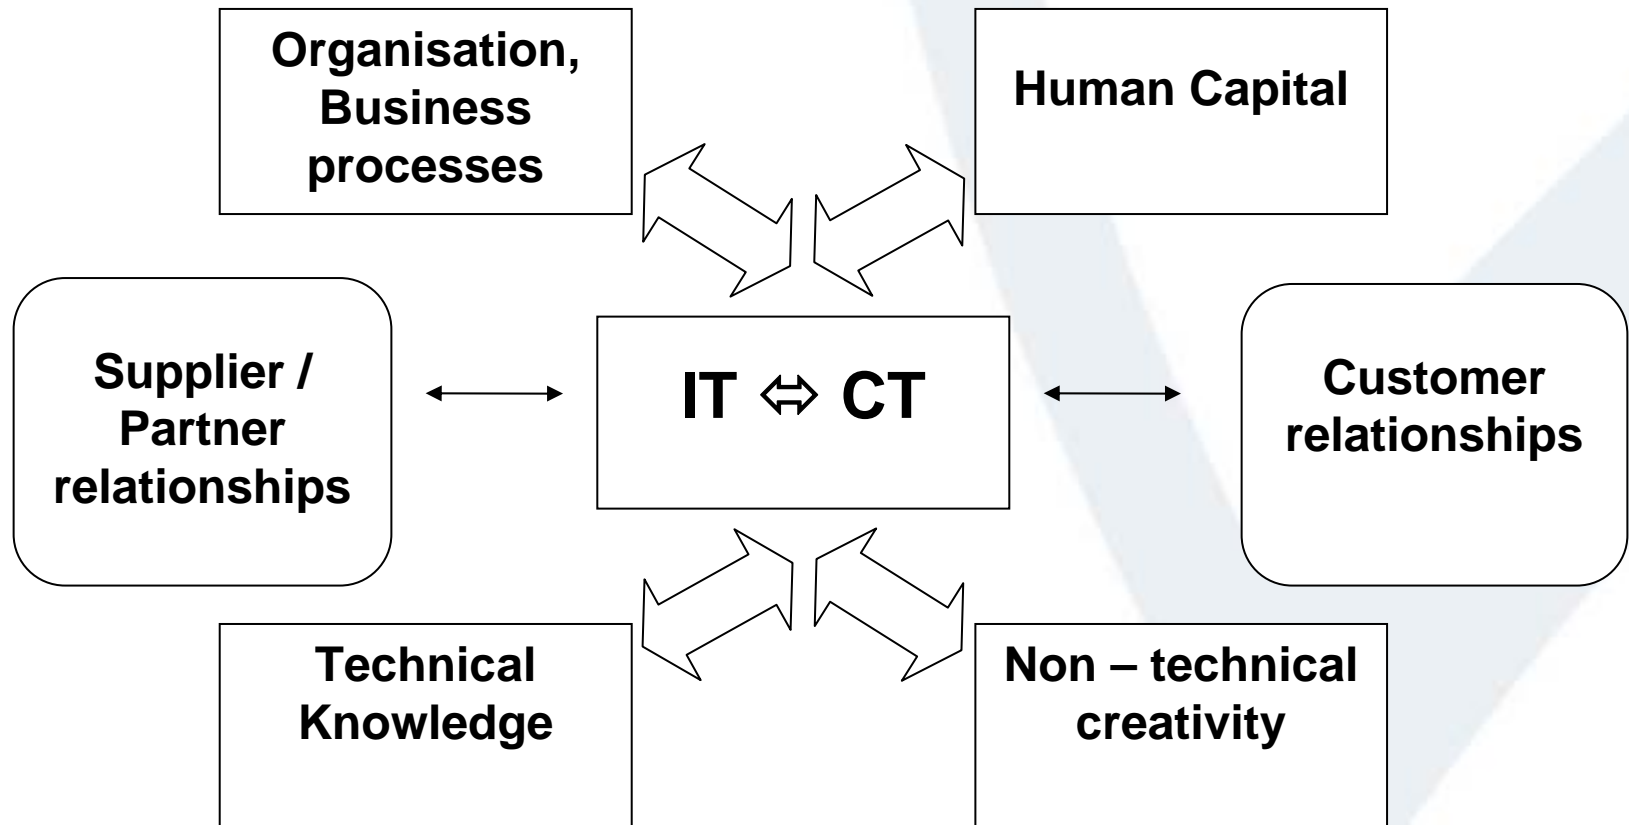 Organisation,
Business
processes
Human Capital
Supplier /
Partner
relationships
IT ⇔ CT
Customer
relationships
Technical
Knowledge
Non – technical
creativity